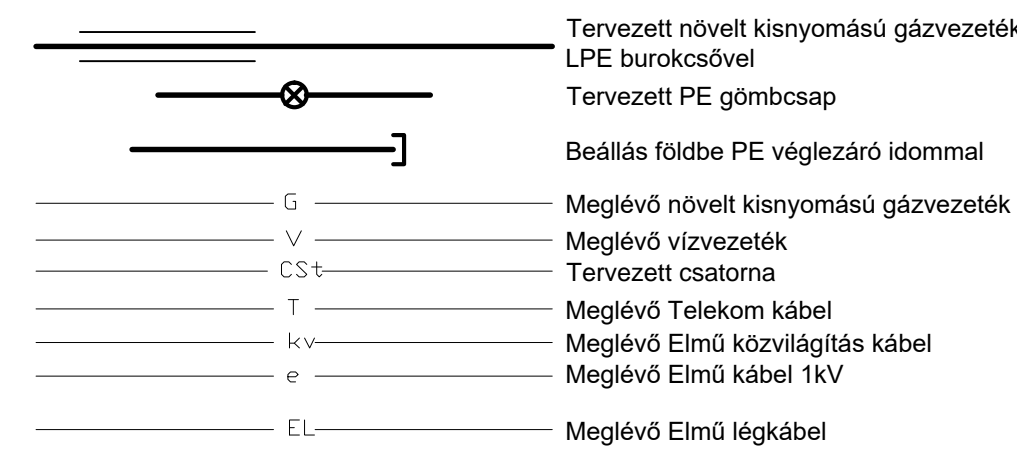 Tervezett növelt kisnyomású gázvezeték
LPE burokcsővel
Tervezett PE gömbcsap
Beállás földbe PE véglezáró idommal
G Meglévő növelt kisnyomású gázvezeték
V Meglévő vízvezeték
CSt Tervezett csatorna
T Meglévő Telekom kábel
kv Meglévő Elmű közvilágítás kábel
e Meglévő Elmű kábel 1kV
EL Meglévő Elmű légkábel